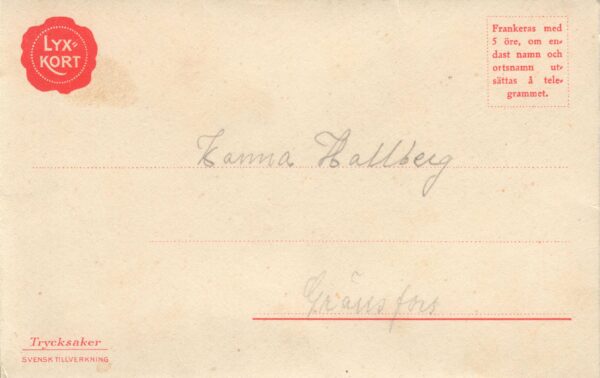 LYX-
KORT
Frankeras med
5 öre, om en-
dast namn och
ortsnamn ut-
sättas å tele-
grammet.
Hanna Hallberg
Gränsfors
Trycksaker
SVENSK TILLVERKNING